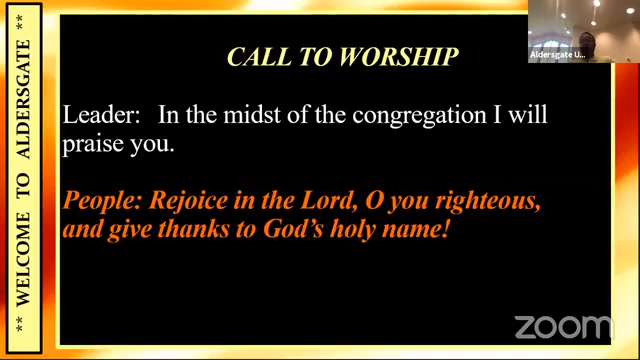 ** WELCOME TO ALDERSGATE **
CALL TO WORSHIP
Aldersgate U...
Leader: In the midst of the congregation I will
praise you.
People: Rejoice in the Lord, O you righteous,
and give thanks to God’s holy name!
zoom